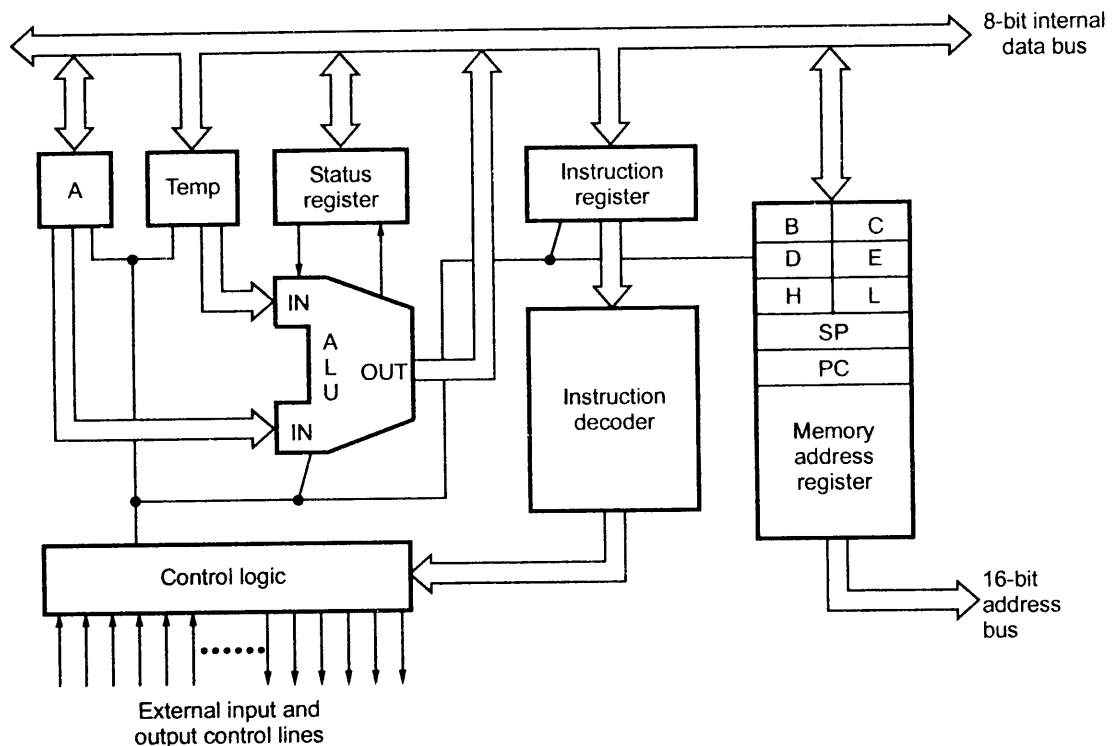 8-bit internal
data bus
A
Temp
Status
register
Instruction
register
B C
D E
H L
SP
PC
Memory
address
register
IN
ALU
OUT
IN
Instruction
decoder
Control logic
16-bit
address
bus
External input and
output control lines